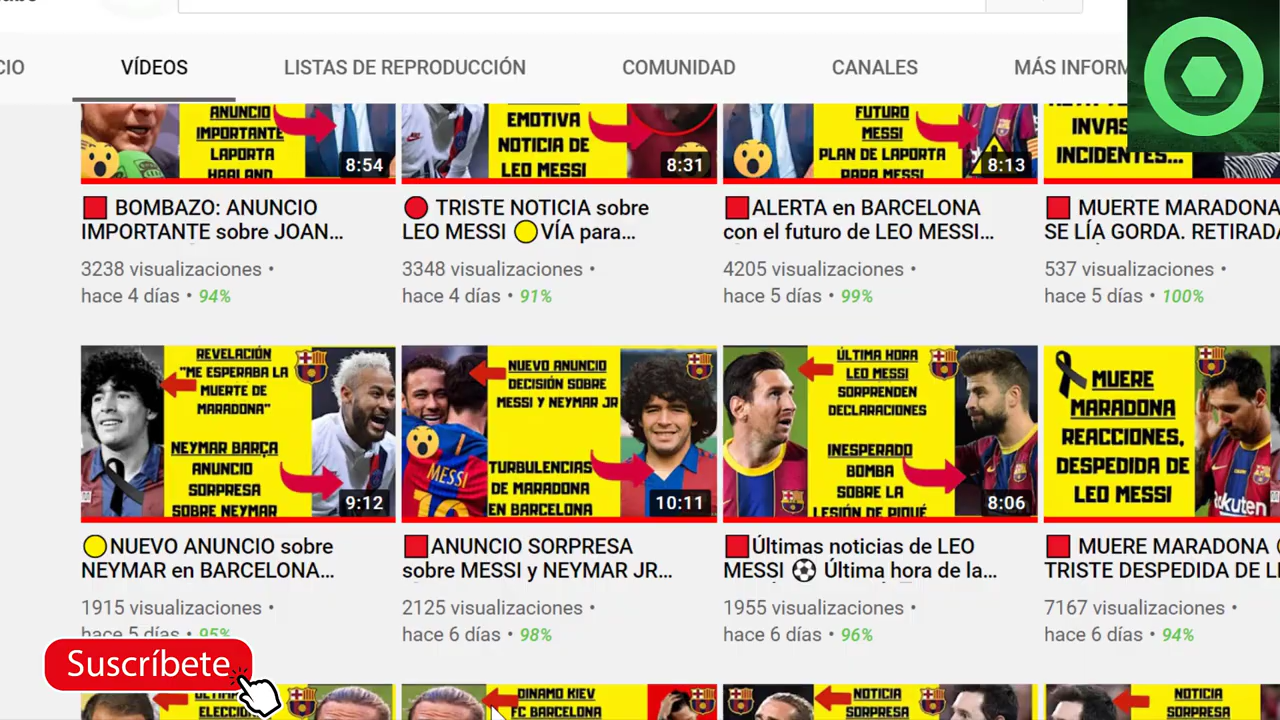 CIO
VÍDEOS
LISTAS DE REPRODUCCIÓN
COMUNIDAD
CANALES
MÁS INFORM
ANUNCIO
IMPORTANTE
LAPORTA
HAALAND
8:54
EMOTIVA
NOTICIA DE
LEO MESSI
8:31
FUTURO
MESSI
PLAN DE LAPORTA
PARA MESSI
8:13
INVAS
INCIDENTES...
BOMBAZO: ANUNCIO
IMPORTANTE sobre JOAN...
3238 visualizaciones •
hace 4 días • 94%
TRISTE NOTICIA sobre
LEO MESSI VÍA para...
3348 visualizaciones •
hace 4 días • 91%
ALERTA en BARCELONA
con el futuro de LEO MESSI...
4205 visualizaciones •
hace 5 días • 99%
MUERTE MARADONA
SE LÍA GORDA. RETIRADA
537 visualizaciones •
hace 5 días • 100%
REVELACIÓN
"ME ESPERABA LA
MUERTE DE
MARADONA"
NEYMAR BARÇA
ANUNCIO
SORPRESA
SOBRE NEYMAR
9:12
NUEVO ANUNCIO
DECISIÓN SOBRE
MESSI Y NEYMAR JR
MESSI
TURBULENCIAS
DE MARADONA
EN BARCELONA
10:11
ÚLTIMA HORA
LEO MESSI
SORPRENDEN
DECLARACIONES
INESPERADO
BOMBA
SOBRE LA
LESIÓN DE PIQUÉ
8:06
MUERE
MARADONA
REACCIONES,
DESPEDIDA DE
LEO MESSI
Rakuten
NUEVO ANUNCIO sobre
NEYMAR en BARCELONA...
1915 visualizaciones •
hace 5 días • 95%
ANUNCIO SORPRESA
sobre MESSI y NEYMAR JR...
2125 visualizaciones •
hace 6 días • 98%
Últimas noticias de LEO
MESSI ⚽ Última hora de la...
1955 visualizaciones •
hace 6 días • 96%
MUERE MARADONA
TRISTE DESPEDIDA DE L
7167 visualizaciones •
hace 6 días • 94%
Suscríbete
DINAMO KIEV
FC BARCELONA
NOTICIA
SORPRESA
NOTICIA
SORPRESA